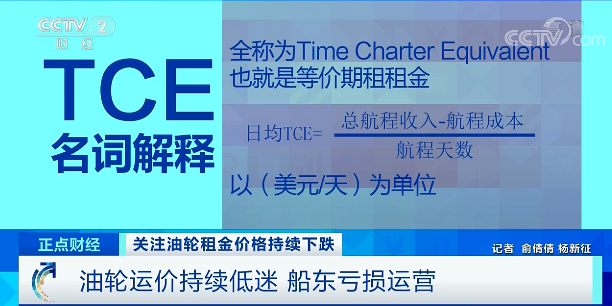 CCTV 2
财经
CCTV
TCE
名词解释
全称为Time Charter Equivalent
也就是等价期租租金
日均TCE= 总航程收入-航程成本
航程天数
以（美元/天）为单位
正点财经
关注油轮租金价格持续下跌
记者 俞倩倩 杨新征
油轮运价持续低迷 船东亏损运营